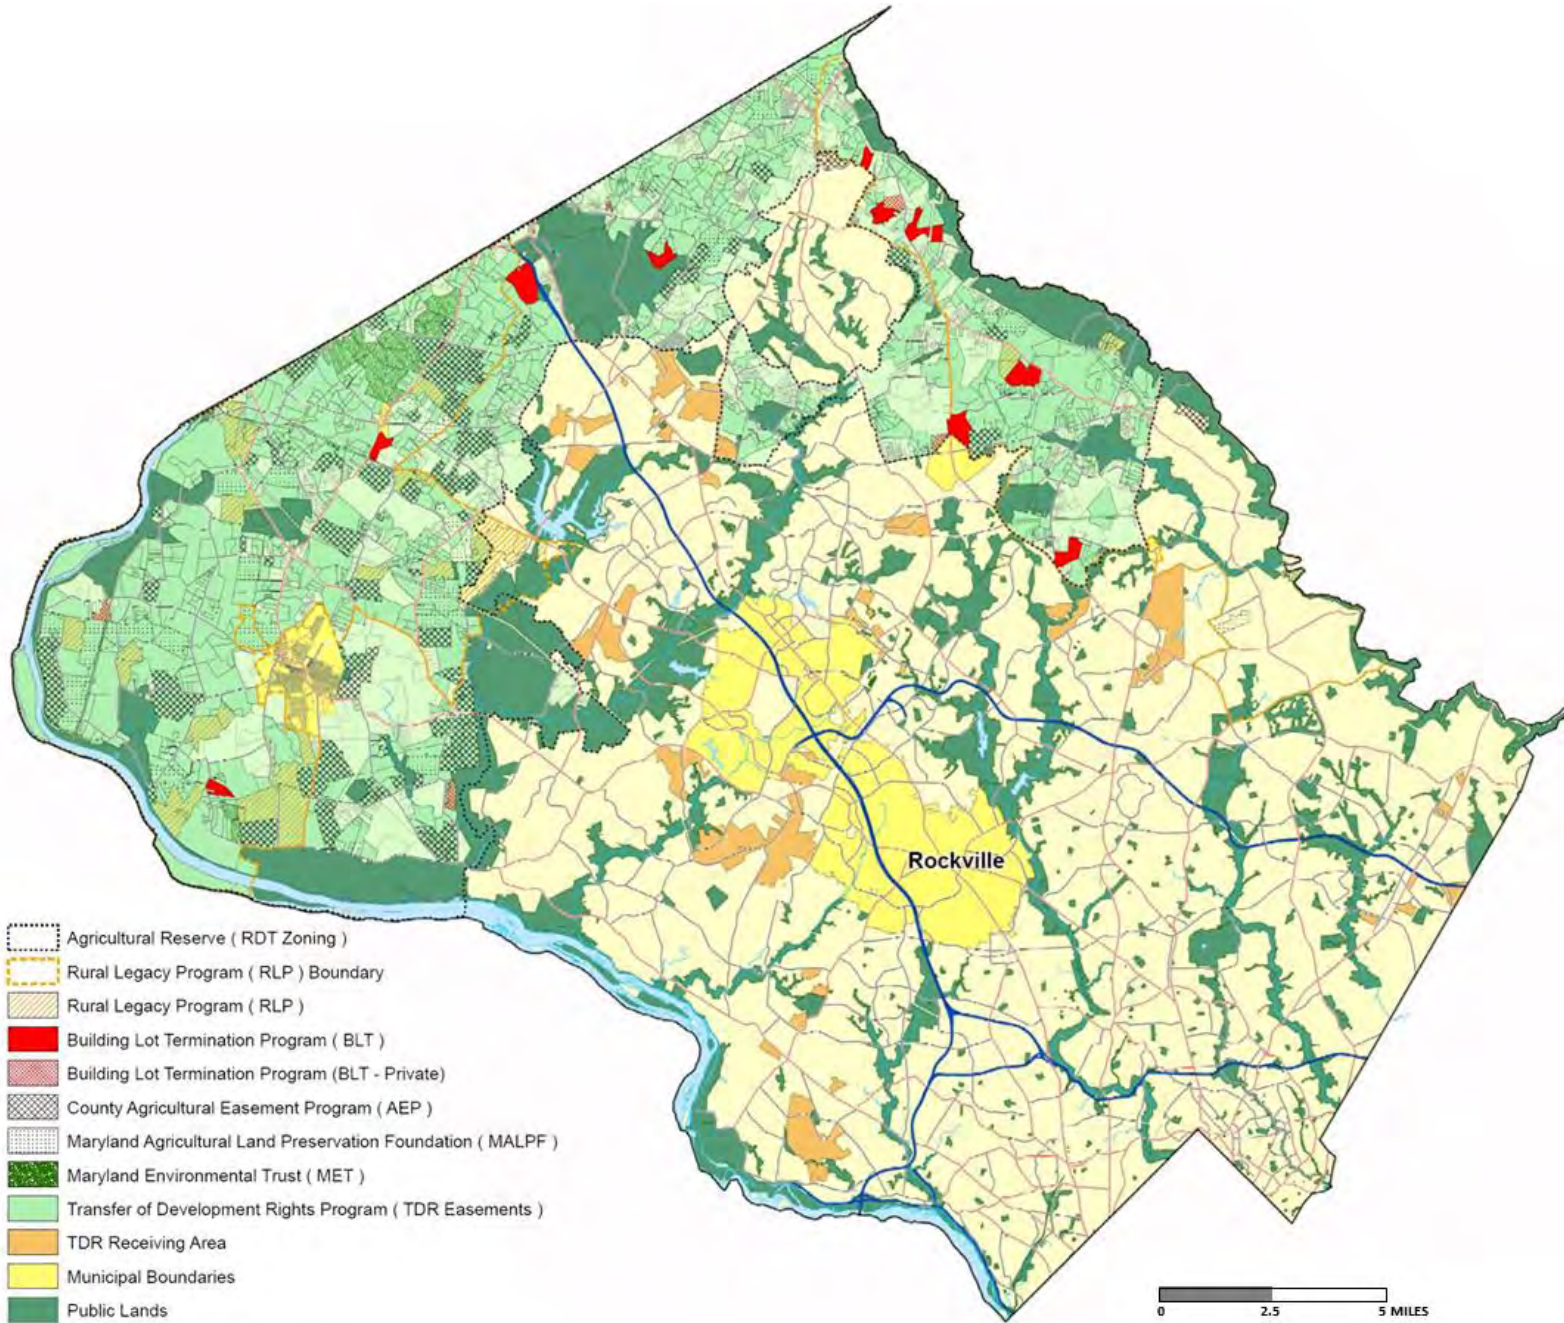 Rockville
Agricultural Reserve ( RDT Zoning )
Rural Legacy Program ( RLP ) Boundary
Rural Legacy Program ( RLP )
Building Lot Termination Program ( BLT )
Building Lot Termination Program (BLT - Private)
County Agricultural Easement Program ( AEP )
Maryland Agricultural Land Preservation Foundation ( MALPF )
Maryland Environmental Trust ( MET )
Transfer of Development Rights Program ( TDR Easements )
TDR Receiving Area
Municipal Boundaries
Public Lands
0 2.5 5 MILES